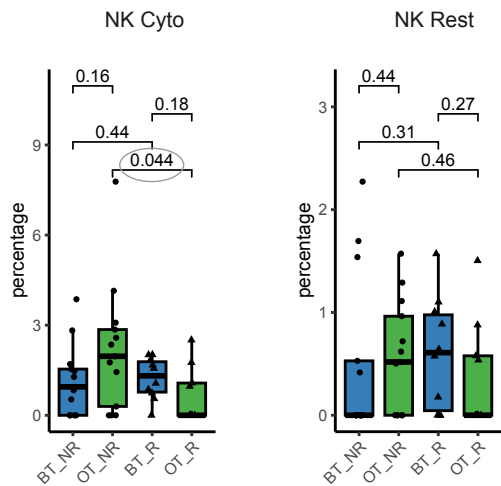 NK Cyto
0.16
0.18
0.44
0.044
percentage
9
6
3
0
BT_NR
OT_NR
BT_R
OT_R
NK Rest
0.44
0.27
0.31
0.46
percentage
3
2
1
0
BT_NR
OT_NR
BT_R
OT_R